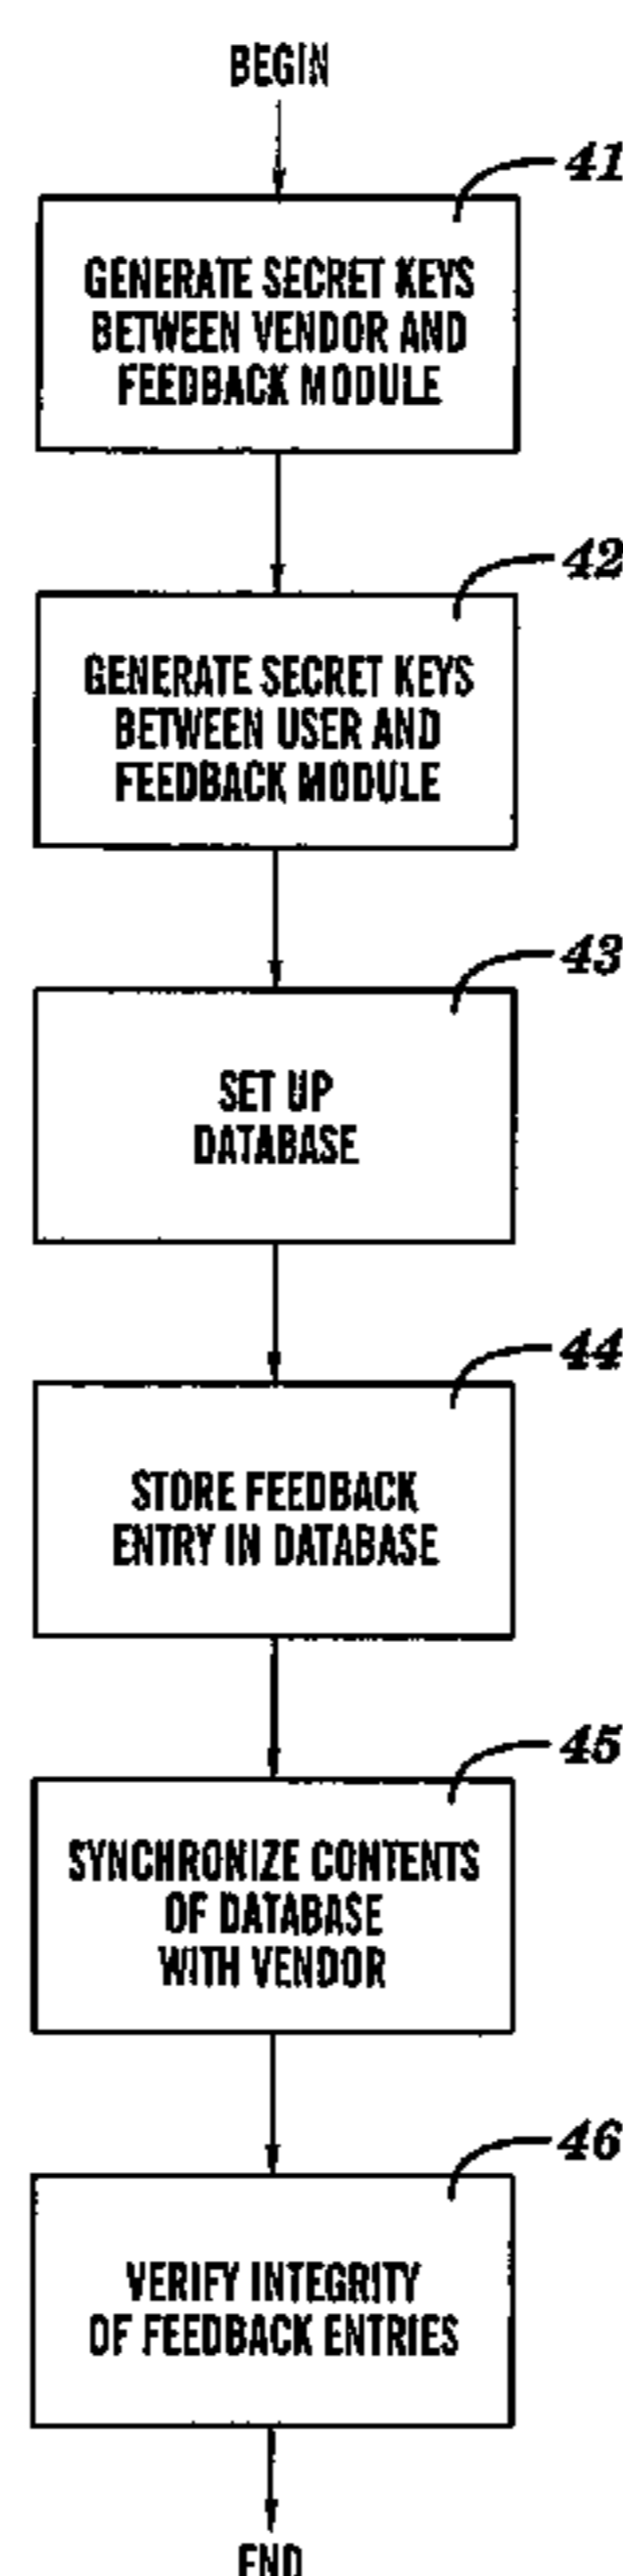 BEGIN
41
GENERATE SECRET KEYS
BETWEEN VENDOR AND
FEEDBACK MODULE
42
GENERATE SECRET KEYS
BETWEEN USER AND
FEEDBACK MODULE
43
SET UP
DATABASE
44
STORE FEEDBACK
ENTRY IN DATABASE
45
SYNCHRONIZE CONTENTS
OF DATABASE
WITH VENDOR
46
VERIFY INTEGRITY
OF FEEDBACK ENTRIES
END